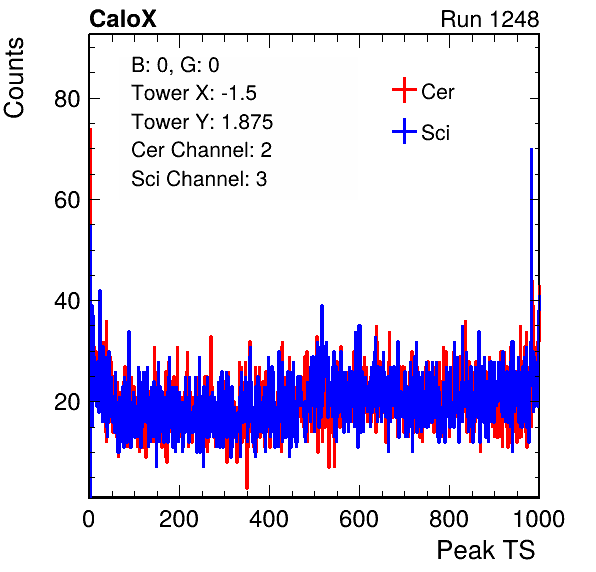 CaloX Run 1248
Counts
B: 0, G: 0
Tower X: -1.5
Tower Y: 1.875
Cer Channel: 2
Sci Channel: 3
Cer
Sci
80
60
40
20
0 200 400 600 800 1000
Peak TS